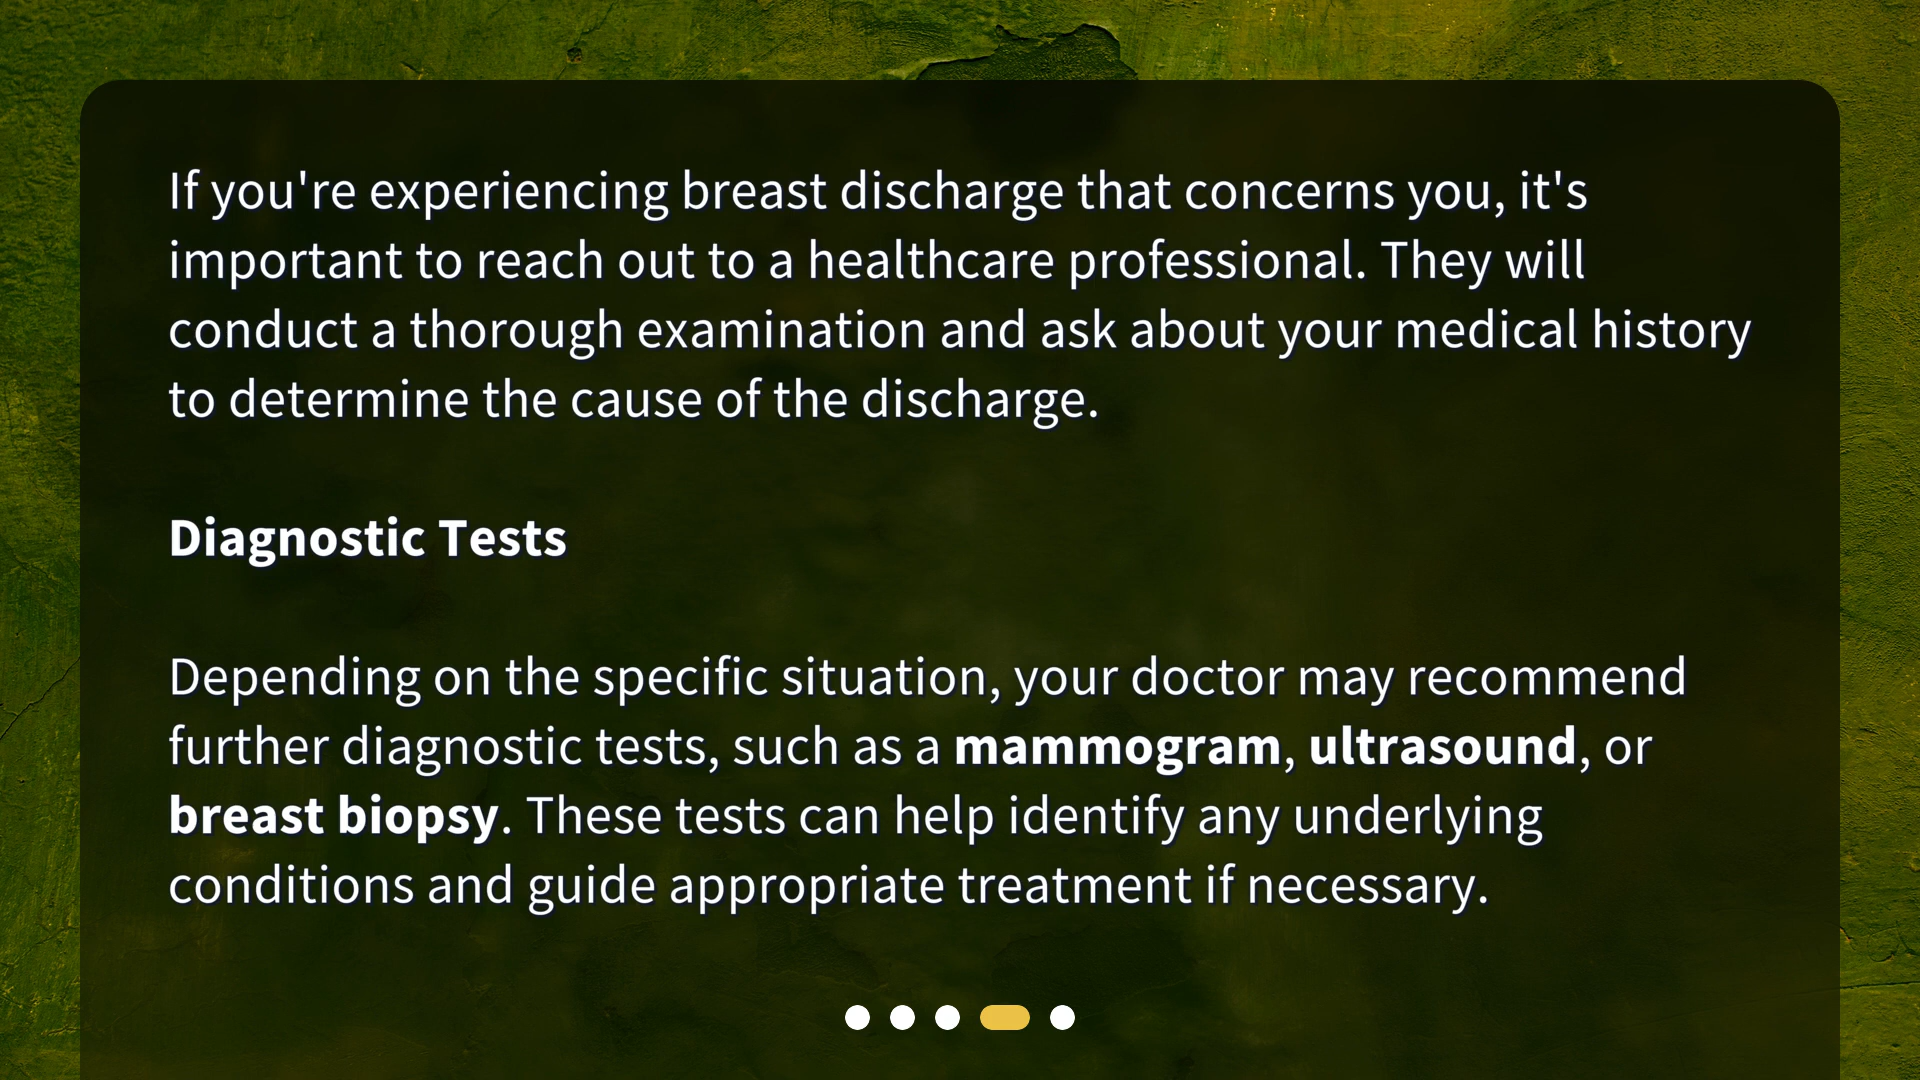 If you're experiencing breast discharge that concerns you, it's
important to reach out to a healthcare professional. They will
conduct a thorough examination and ask about your medical history
to determine the cause of the discharge.
Diagnostic Tests
Depending on the specific situation, your doctor may recommend
further diagnostic tests, such as a mammogram, ultrasound, or
breast biopsy. These tests can help identify any underlying
conditions and guide appropriate treatment if necessary.